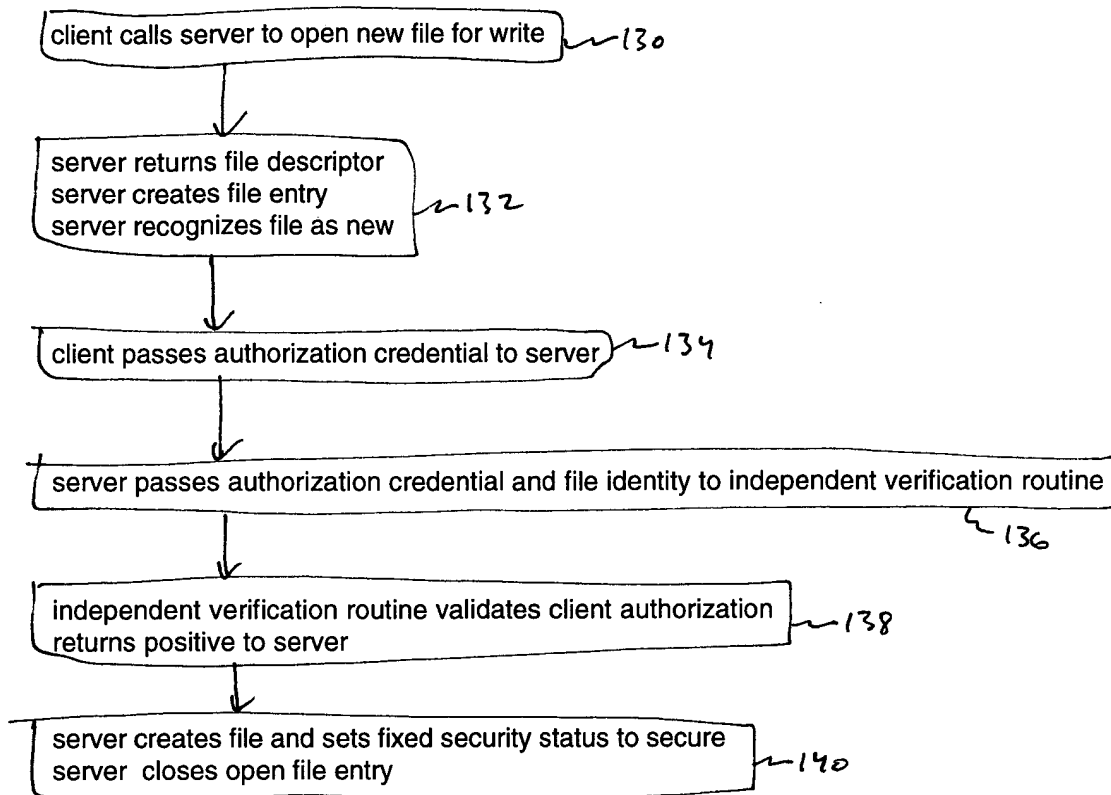 client calls server to open new file for write 130
server returns file descriptor
server creates file entry 132
server recognizes file as new
client passes authorization credential to server 134
server passes authorization credential and file identity to independent verification routine
136
independent verification routine validates client authorization 138
returns positive to server
server creates file and sets fixed security status to secure
server closes open file entry 140